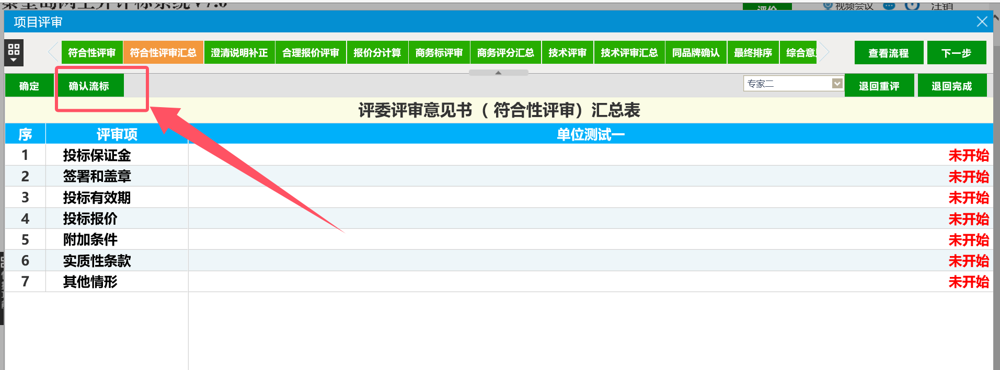 评价 视频会议 注销
项目评审
符合性评审 符合性评审汇总 澄清说明补正 合理报价评审 报价分计算 商务标评审 商务评分汇总 技术评审 技术评审汇总 同品牌确认 最终排序 综合意 查看流程 下一步
确定 确认流标 专家二 退回重评 退回完成
评委评审意见书（ 符合性评审）汇总表
序 评审项 单位测试一
1 投标保证金 未开始
2 签署和盖章 未开始
3 投标有效期 未开始
4 投标报价 未开始
5 附加条件 未开始
6 实质性条款 未开始
7 其他情形 未开始